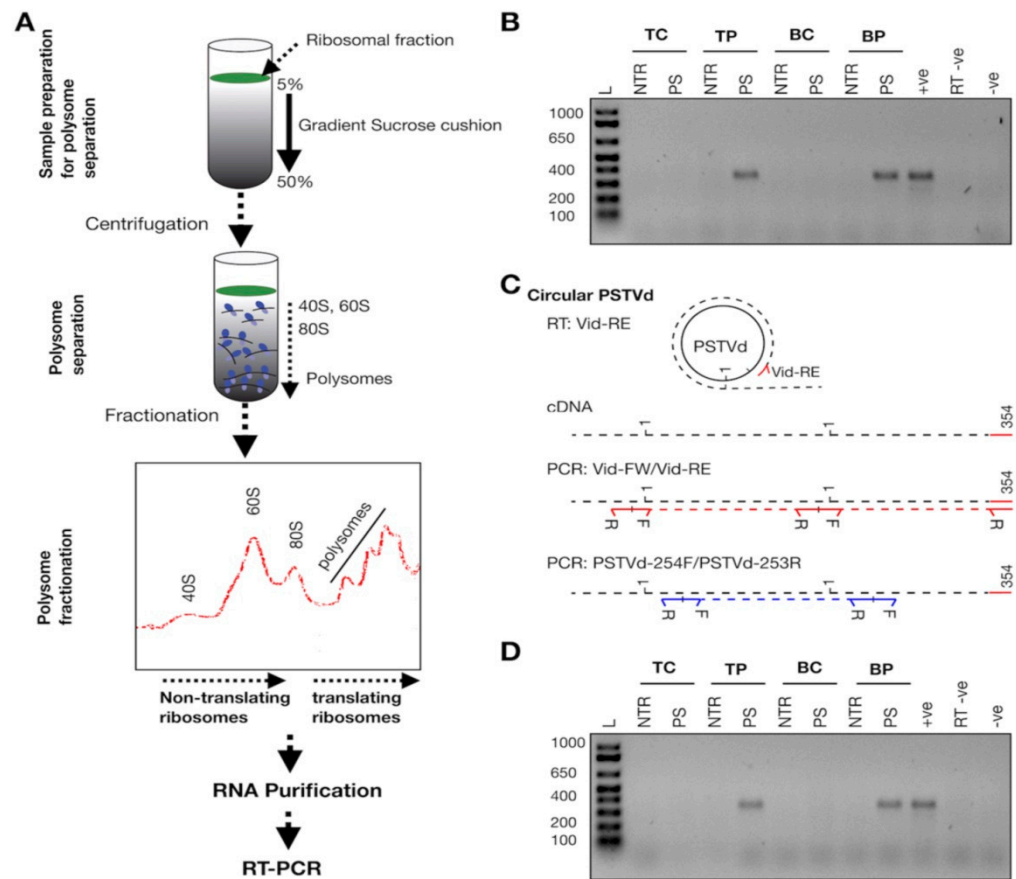 A
Sample preparation
for polysome
separation
Ribosomal fraction
5%
Gradient Sucrose cushion
50%
Centrifugation
Polysome
separation
40S, 60S
80S
Polysomes
Fractionation
Polysome
fractionation
40S
60S
80S
polysomes
Non-translating
ribosomes
translating
ribosomes
RNA Purification
RT-PCR
B
TC TP BC BP
L NTR PS NTR PS NTR PS NTR PS +ve RT -ve -ve
1000
650
400
200
100
C
Circular PSTVd
RT: Vid-RE
PSTVd
1
Vid-RE
cDNA
1 1 354
PCR: Vid-FW/Vid-RE
1 1 354
R F R F R
PCR: PSTVd-254F/PSTVd-253R
1 1 354
R F R F
D
TC TP BC BP
L NTR PS NTR PS NTR PS NTR PS +ve RT -ve -ve
1000
650
400
200
100